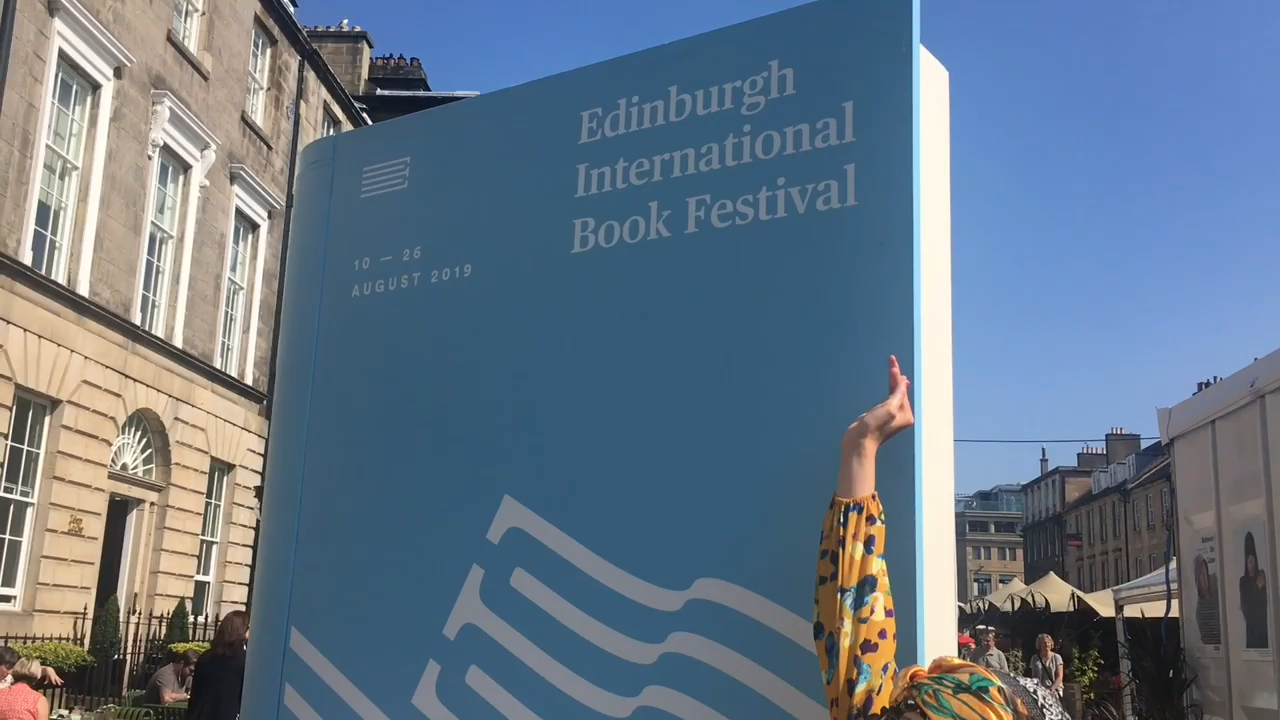 Edinburgh
International
Book Festival
10 — 26
AUGUST 2019